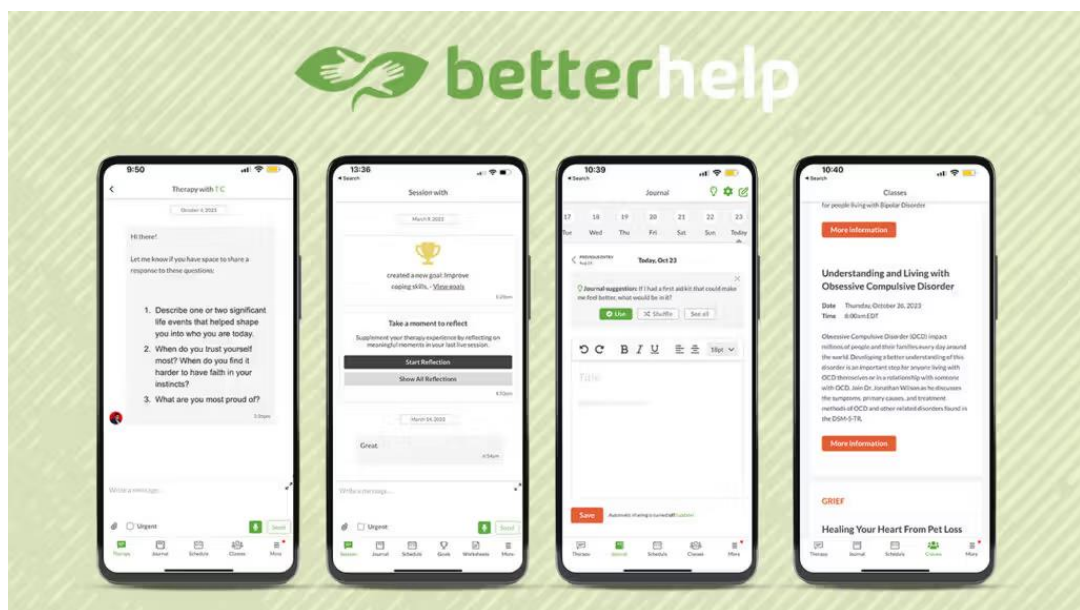 betterhelp
9:50
Therapy with T C
October 4, 2023
Hi there!
Let me know if you have space to share a
response to these questions:
1. Describe one or two significant
life events that helped shape
you into who you are today.
2. When do you trust yourself
most? When do you find it
harder to have faith in your
instincts?
3. What are you most proud of?
Write a message...
Urgent
Send
Therapy Journal Schedule Classes More
13:36
Search
Session with
created a new goal: Improve
coping skills, - View goals
Take a moment to reflect
Supplement your therapy experience by reflecting on
meaningful moments in your last live session.
Start Reflection
Show All Reflections
March 14, 2023
Great.
Write a message...
Urgent
Send
Session Journal Schedule Goals Worksheets More
10:39
Search
Journal
17 18 19 20 21 22 23
Tue Wed Thu Fri Sat Sun Today
PREVIOUS ENTRY
Today, Oct 23
Journal suggestion: If I had a first aid kit that could make
me feel better, what would be in it?
Use Shuffle See all
B I U 18pt
Title
Save
Automatic sharing is turned off
Therapy Journal Schedule Classes More
10:40
Search
Classes
for people living with Bipolar Disorder
More information
Understanding and Living with
Obsessive Compulsive Disorder
Date Thursday, October 26, 2023
Time 8:00am EDT
Obsessive Compulsive Disorder (OCD) impact
millions of people and their families every day around
the world. Developing a better understanding of this
disorder is an important step for anyone living with
OCD themselves or in a relationship with someone
with OCD. Join Dr. Jonathan Wilson as he discusses
the symptoms, primary causes, and treatment
methods of OCD and other related disorders found in
the DSM-5-TR.
More information
GRIEF
Healing Your Heart From Pet Loss
Therapy Journal Schedule Classes More